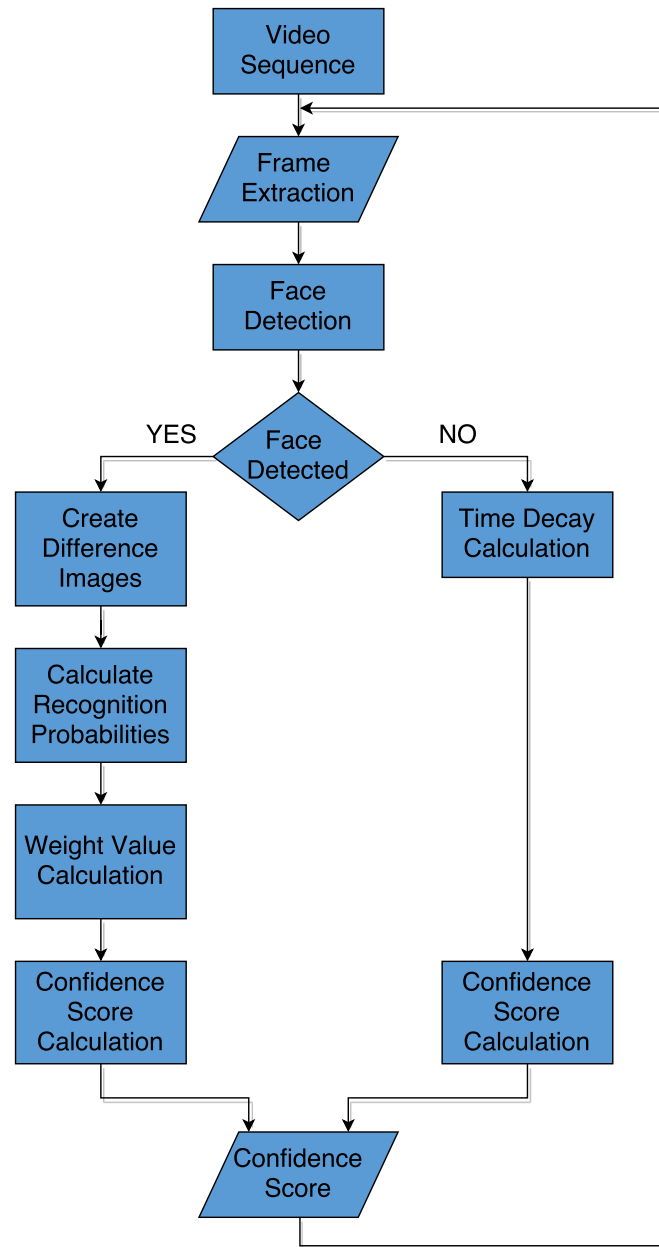 Video
Sequence
Frame
Extraction
Face
Detection
YES
Face
Detected
NO
Create
Difference
Images
Time Decay
Calculation
Calculate
Recognition
Probabilities
Weight Value
Calculation
Confidence
Score
Calculation
Confidence
Score
Calculation
Confidence
Score